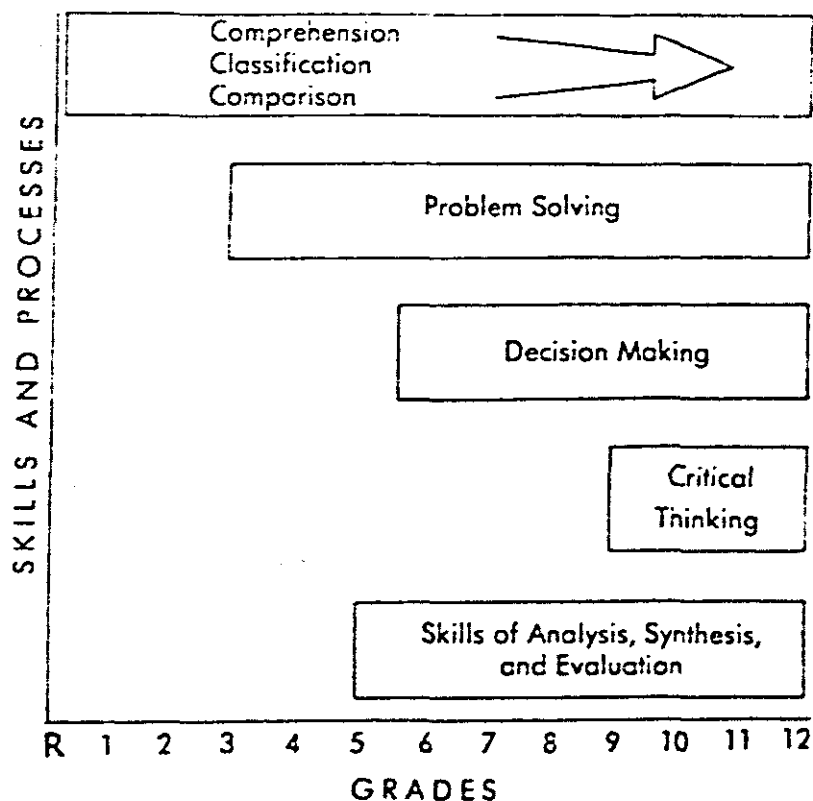 Comprehension
Classification
Comparison
Problem Solving
Decision Making
Critical
Thinking
Skills of Analysis, Synthesis,
and Evaluation
SKILLS AND PROCESSES
R 1 2 3 4 5 6 7 8 9 10 11 12
GRADES